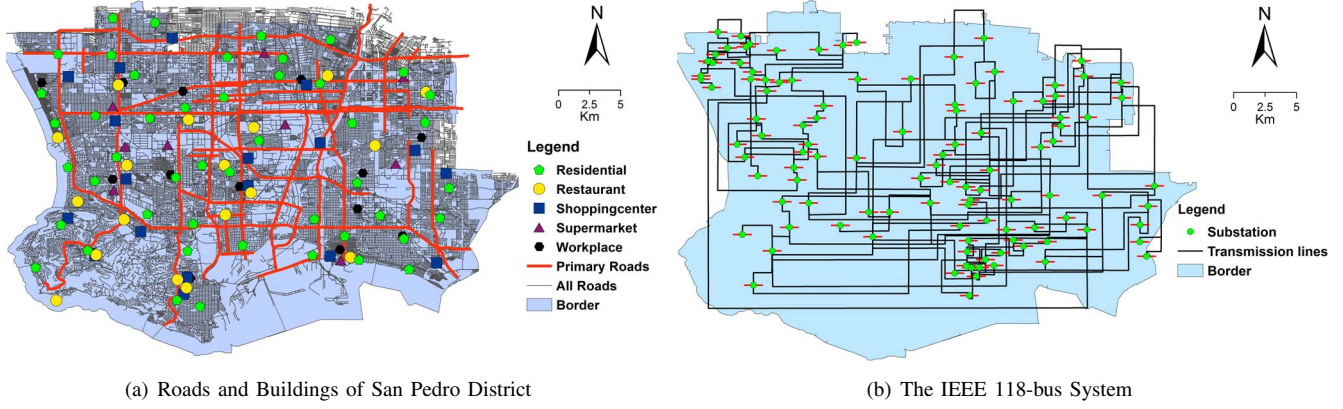 N
0 2.5 5
Km
Legend
Residential
Restaurant
Shoppingcenter
Supermarket
Workplace
Primary Roads
All Roads
Border
(a) Roads and Buildings of San Pedro District
N
0 2.5 5
Km
Legend
Substation
Transmission lines
Border
(b) The IEEE 118-bus System